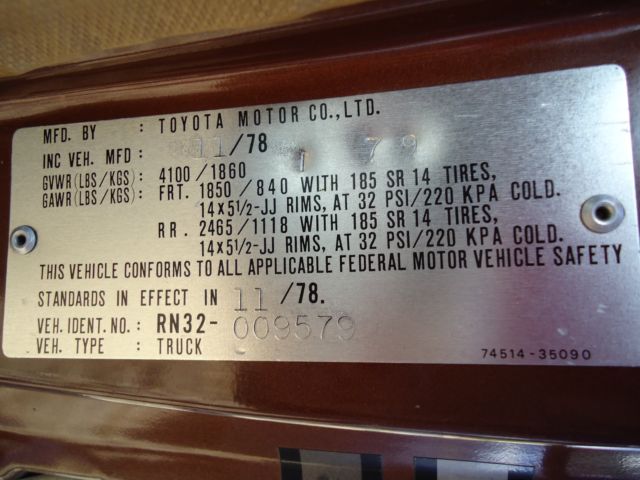 MFD. BY : TOYOTA MOTOR CO., LTD.
INC VEH. MFD : 11/78 1 79
GVWR(LBS/KGS): 4100/1860
GAWR(LBS/KGS): FRT. 1850/840 WITH 185 SR 14 TIRES,
14×5½-JJ RIMS, AT 32 PSI/220 KPA COLD.
RR. 2465/1118 WITH 185 SR 14 TIRES,
14×5½-JJ RIMS, AT 32 PSI/220 KPA COLD.
THIS VEHICLE CONFORMS TO ALL APPLICABLE FEDERAL MOTOR VEHICLE SAFETY
STANDARDS IN EFFECT IN 11 /78.
VEH. IDENT. NO. : RN32-009579
VEH. TYPE : TRUCK 74514-35090